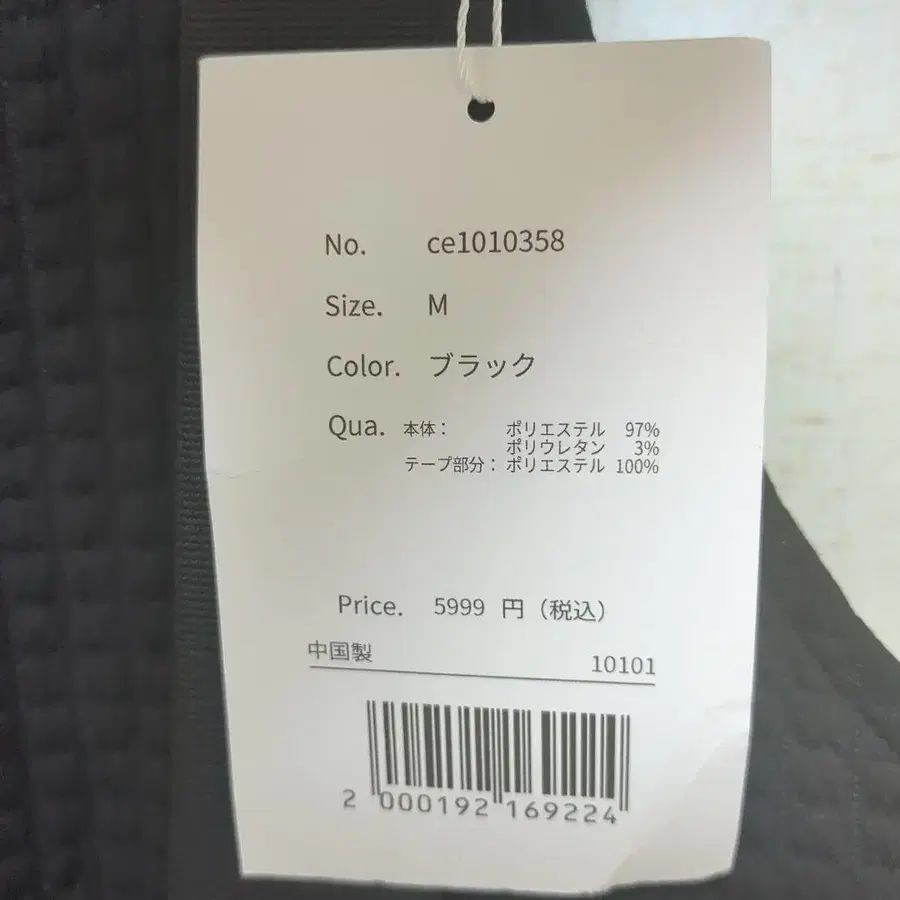 No. ce1010358
Size. M
Color. ブラック
Qua. 本体： ポリエステル 97%
ポリウレタン 3%
テープ部分： ポリエステル 100%
Price. 5999 円（税込）
中国製 10101
2 000192 169224